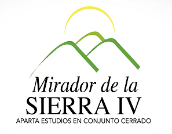 Mirador de la
SIERRA IV
APARTA ESTUDIOS EN CONJUNTO CERRADO